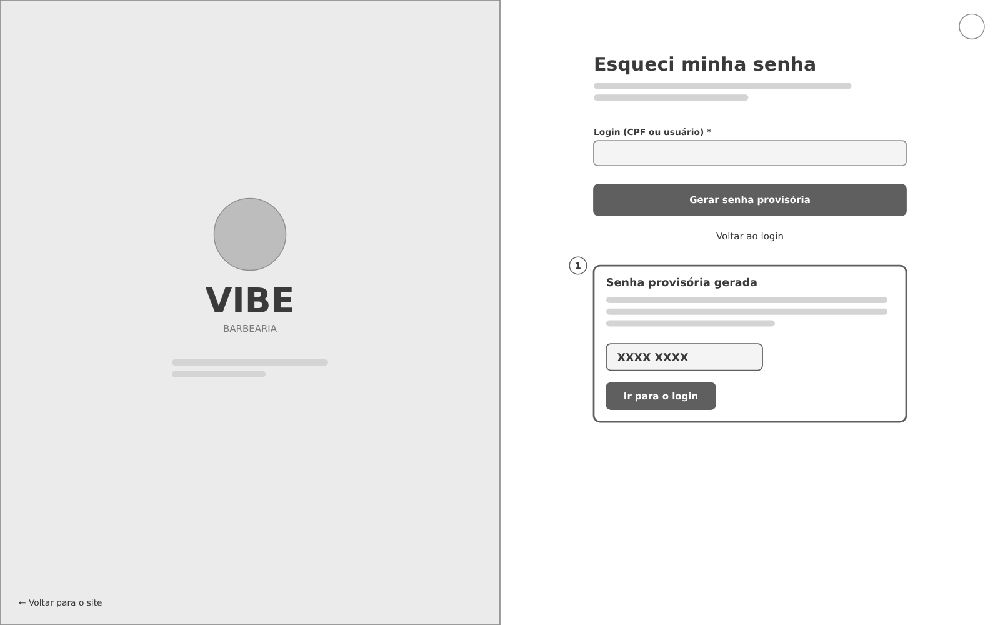 VIBE
BARBEARIA
← Voltar para o site
Esqueci minha senha
Login (CPF ou usuário) *
Gerar senha provisória
Voltar ao login
1
Senha provisória gerada
XXXX XXXX
Ir para o login